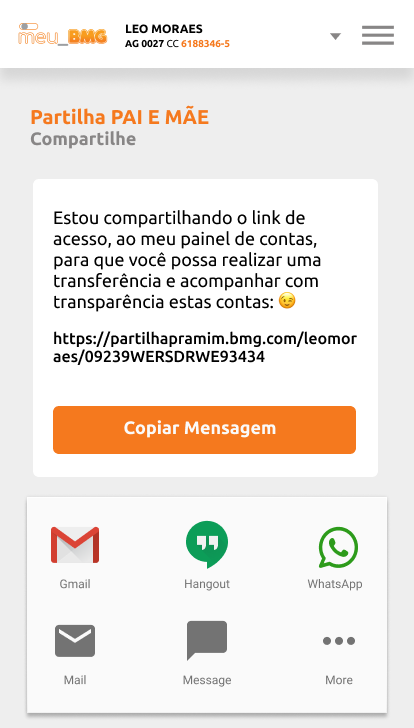 meu_BMG
LEO MORAES
AG 0027 CC 6188346-5
Partilha PAI E MÃE
Compartilhe
Estou compartilhando o link de
acesso, ao meu painel de contas,
para que você possa realizar uma
transferência e acompanhar com
transparência estas contas: 😉
https://partilhapramim.bmg.com/leomor
aes/09239WERSDRWE93434
Copiar Mensagem
Gmail
Hangout
WhatsApp
Mail
Message
More